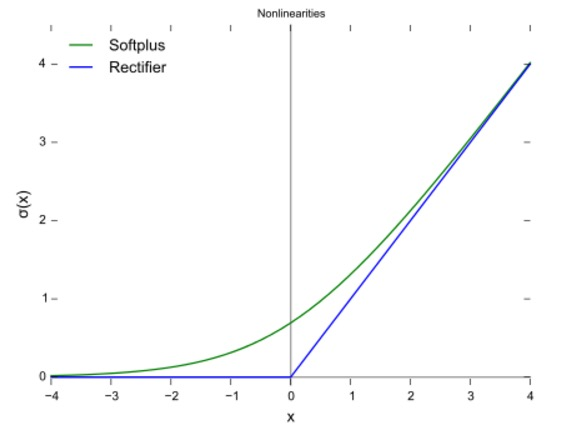 Nonlinearities
Softplus
Rectifier
4
3
2
1
0
σ(x)
−4 −3 −2 −1 0 1 2 3 4
x